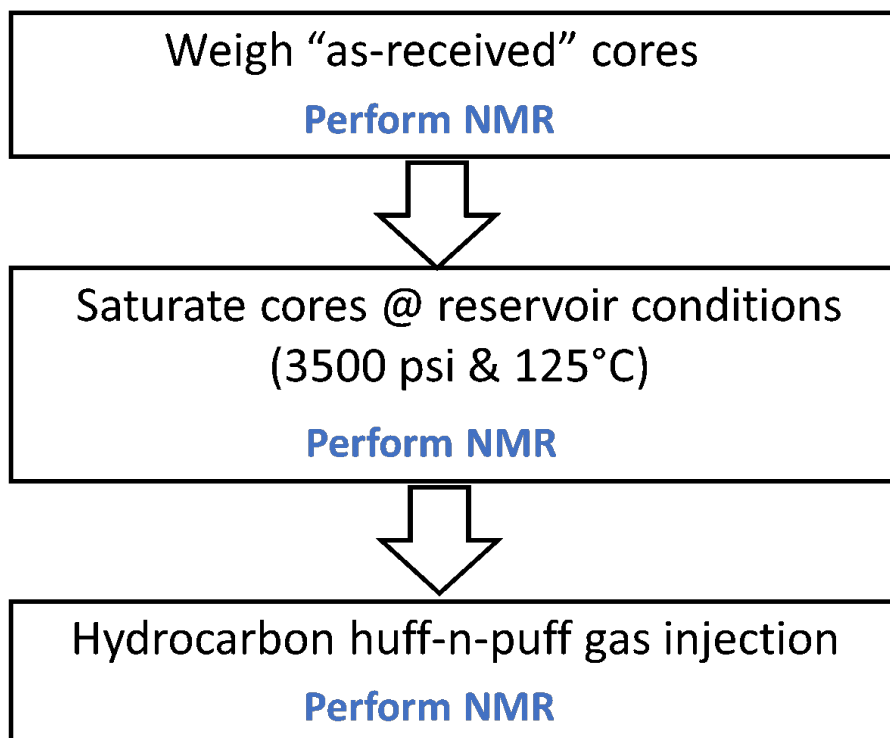 Weigh “as-received” cores
Perform NMR
Saturate cores @ reservoir conditions
(3500 psi & 125°C)
Perform NMR
Hydrocarbon huff-n-puff gas injection
Perform NMR